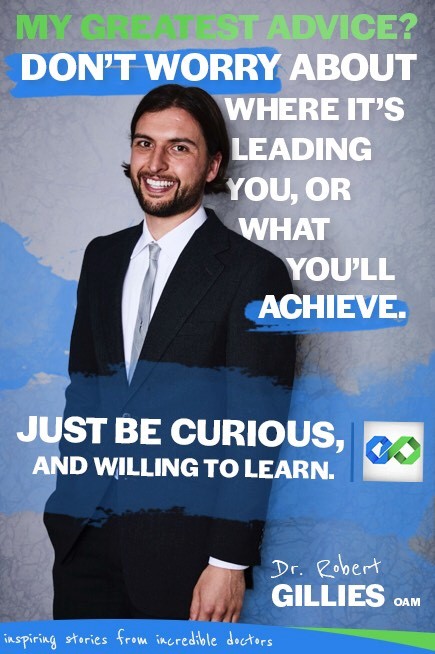 MY GREATEST ADVICE?
DON'T WORRY ABOUT
WHERE IT'S
LEADING
YOU, OR
WHAT
YOU'LL
ACHIEVE.
JUST BE CURIOUS,
AND WILLING TO LEARN.
Dr. Robert
GILLIES OAM
inspiring stories from incredible doctors